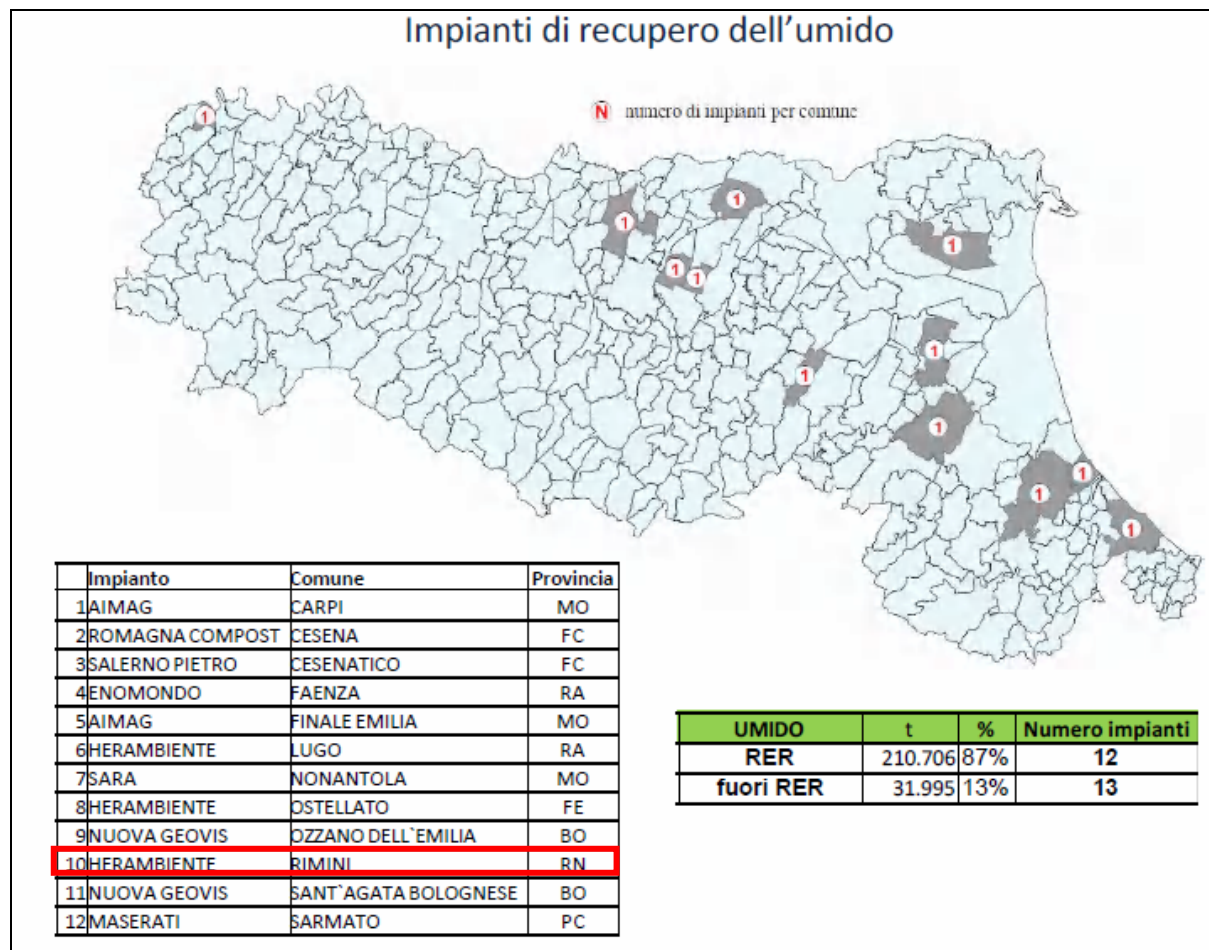 Impianti di recupero dell’umido
N numero di impianti per comune
1
1
1
1
1
1
1
1
1
1
1
1
Impianto Comune Provincia
1 AIMAG CARPI MO
2 ROMAGNA COMPOST CESENA FC
3 SALERNO PIETRO CESENATICO FC
4 ENOMONDO FAENZA RA
5 AIMAG FINALE EMILIA MO
6 HERAMBIENTE LUGO RA
7 SARA NONANTOLA MO
8 HERAMBIENTE OSTELLATO FE
9 NUOVA GEOVIS OZZANO DELL`EMILIA BO
10 HERAMBIENTE RIMINI RN
11 NUOVA GEOVIS SANT`AGATA BOLOGNESE BO
12 MASERATI SARMATO PC
UMIDO t % Numero impianti
RER 210.706 87% 12
fuori RER 31.995 13% 13